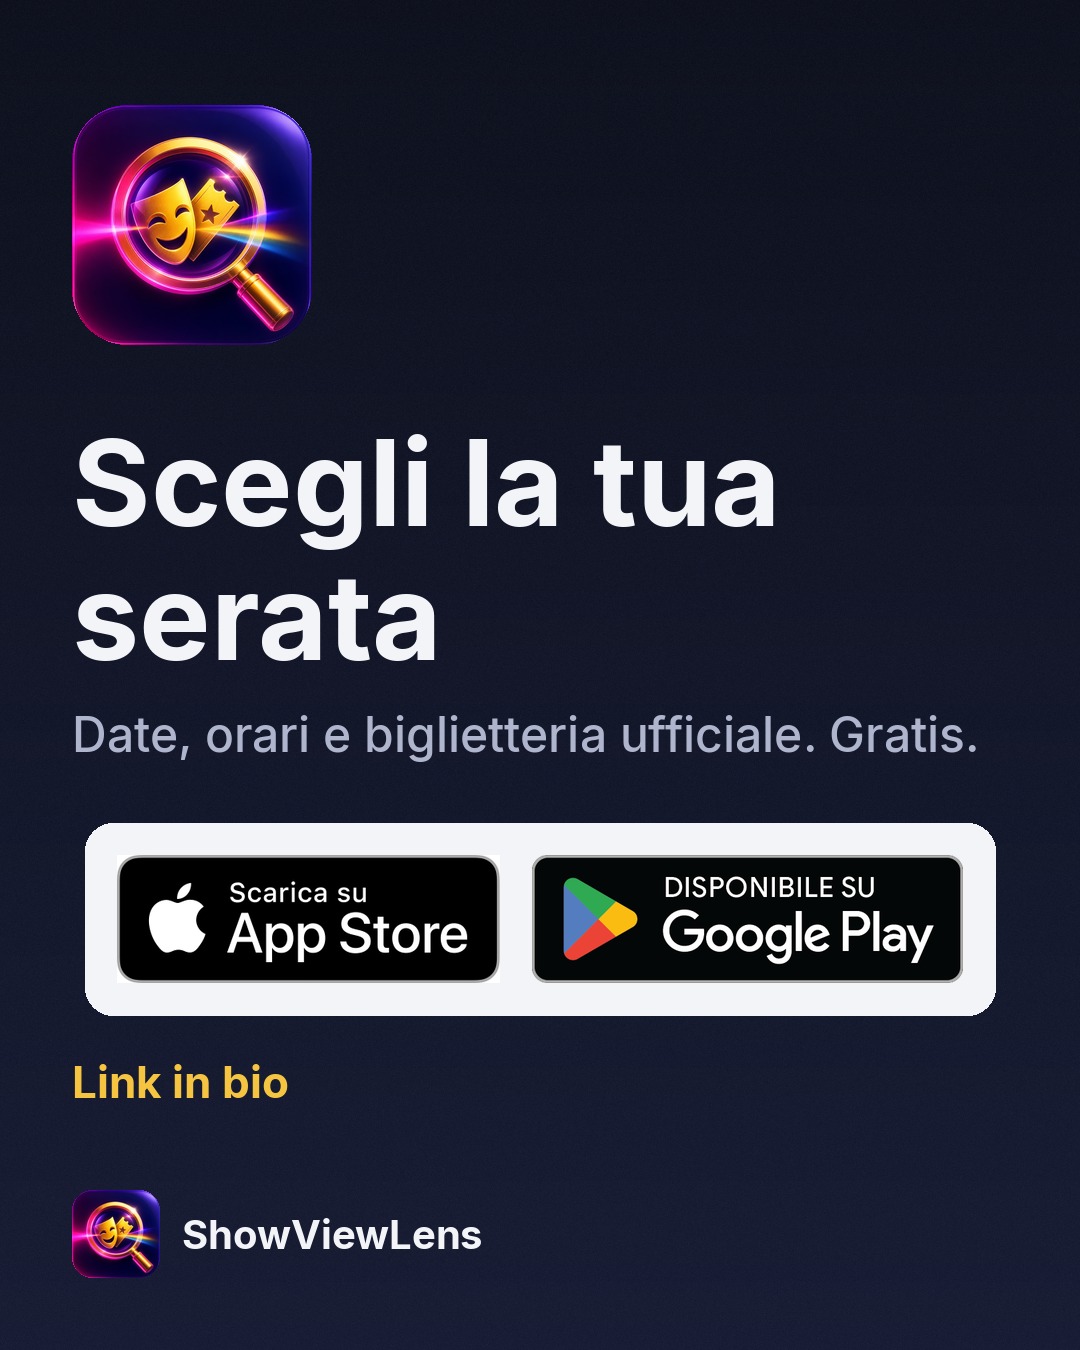 Scegli la tua
serata
Date, orari e biglietteria ufficiale. Gratis.
Scarica su
App Store
DISPONIBILE SU
Google Play
Link in bio
ShowViewLens